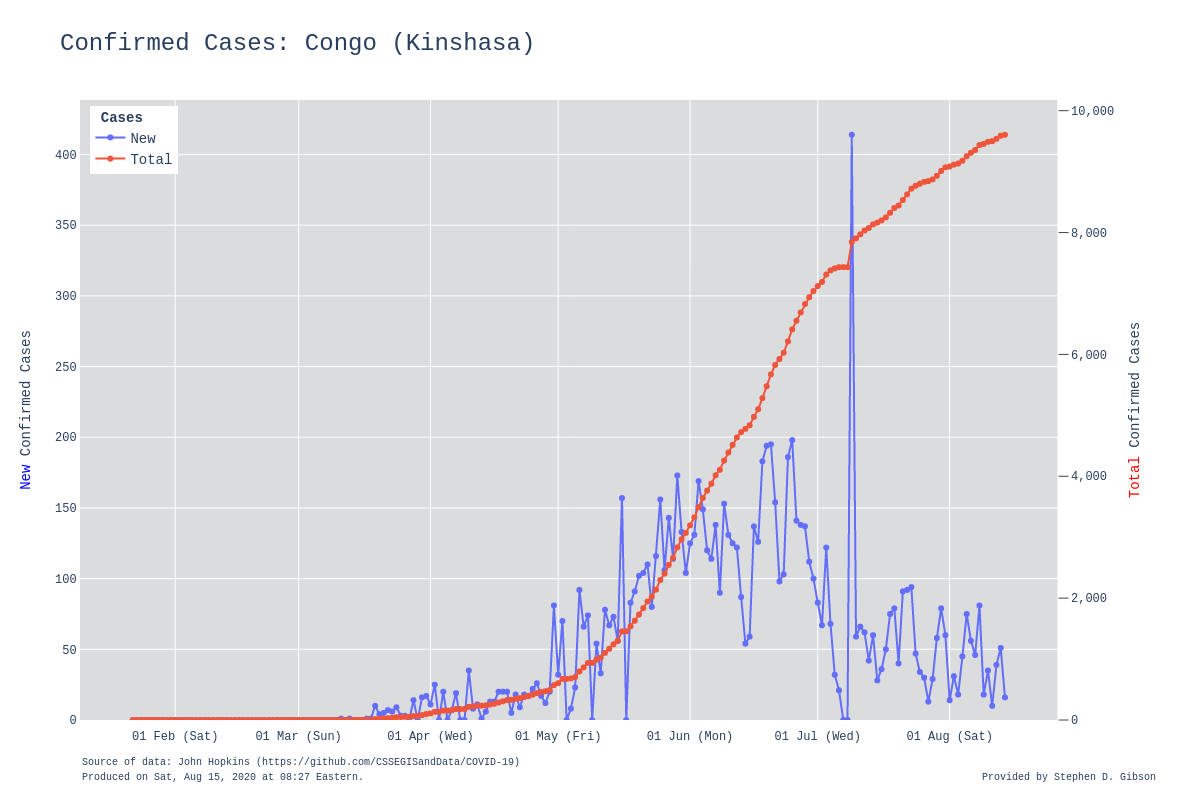 Confirmed Cases: Congo (Kinshasa)
Cases
New
Total
400
350
300
250
200
150
100
50
0
New Confirmed Cases
10,000
8,000
6,000
4,000
2,000
0
Total Confirmed Cases
01 Feb (Sat)
01 Mar (Sun)
01 Apr (Wed)
01 May (Fri)
01 Jun (Mon)
01 Jul (Wed)
01 Aug (Sat)
Source of data: John Hopkins (https://github.com/CSSEGISandData/COVID-19)
Produced on Sat, Aug 15, 2020 at 08:27 Eastern.
Provided by Stephen D. Gibson